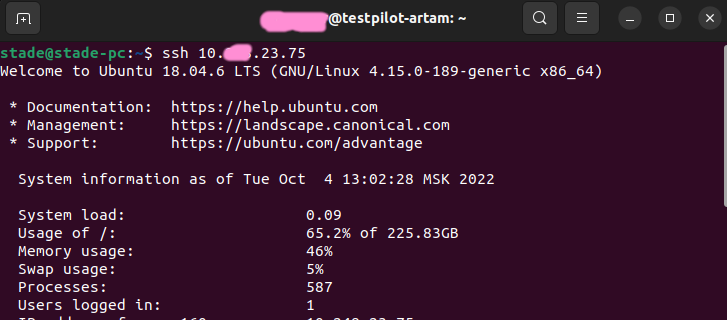 @testpilot-artam: ~
stade@stade-pc:~$ ssh 10. .23.75
Welcome to Ubuntu 18.04.6 LTS (GNU/Linux 4.15.0-189-generic x86_64)
* Documentation:  https://help.ubuntu.com
* Management:     https://landscape.canonical.com
* Support:        https://ubuntu.com/advantage
System information as of Tue Oct  4 13:02:28 MSK 2022
System load:                    0.09
Usage of /:                     65.2% of 225.83GB
Memory usage:                   46%
Swap usage:                     5%
Processes:                      587
Users logged in:                1